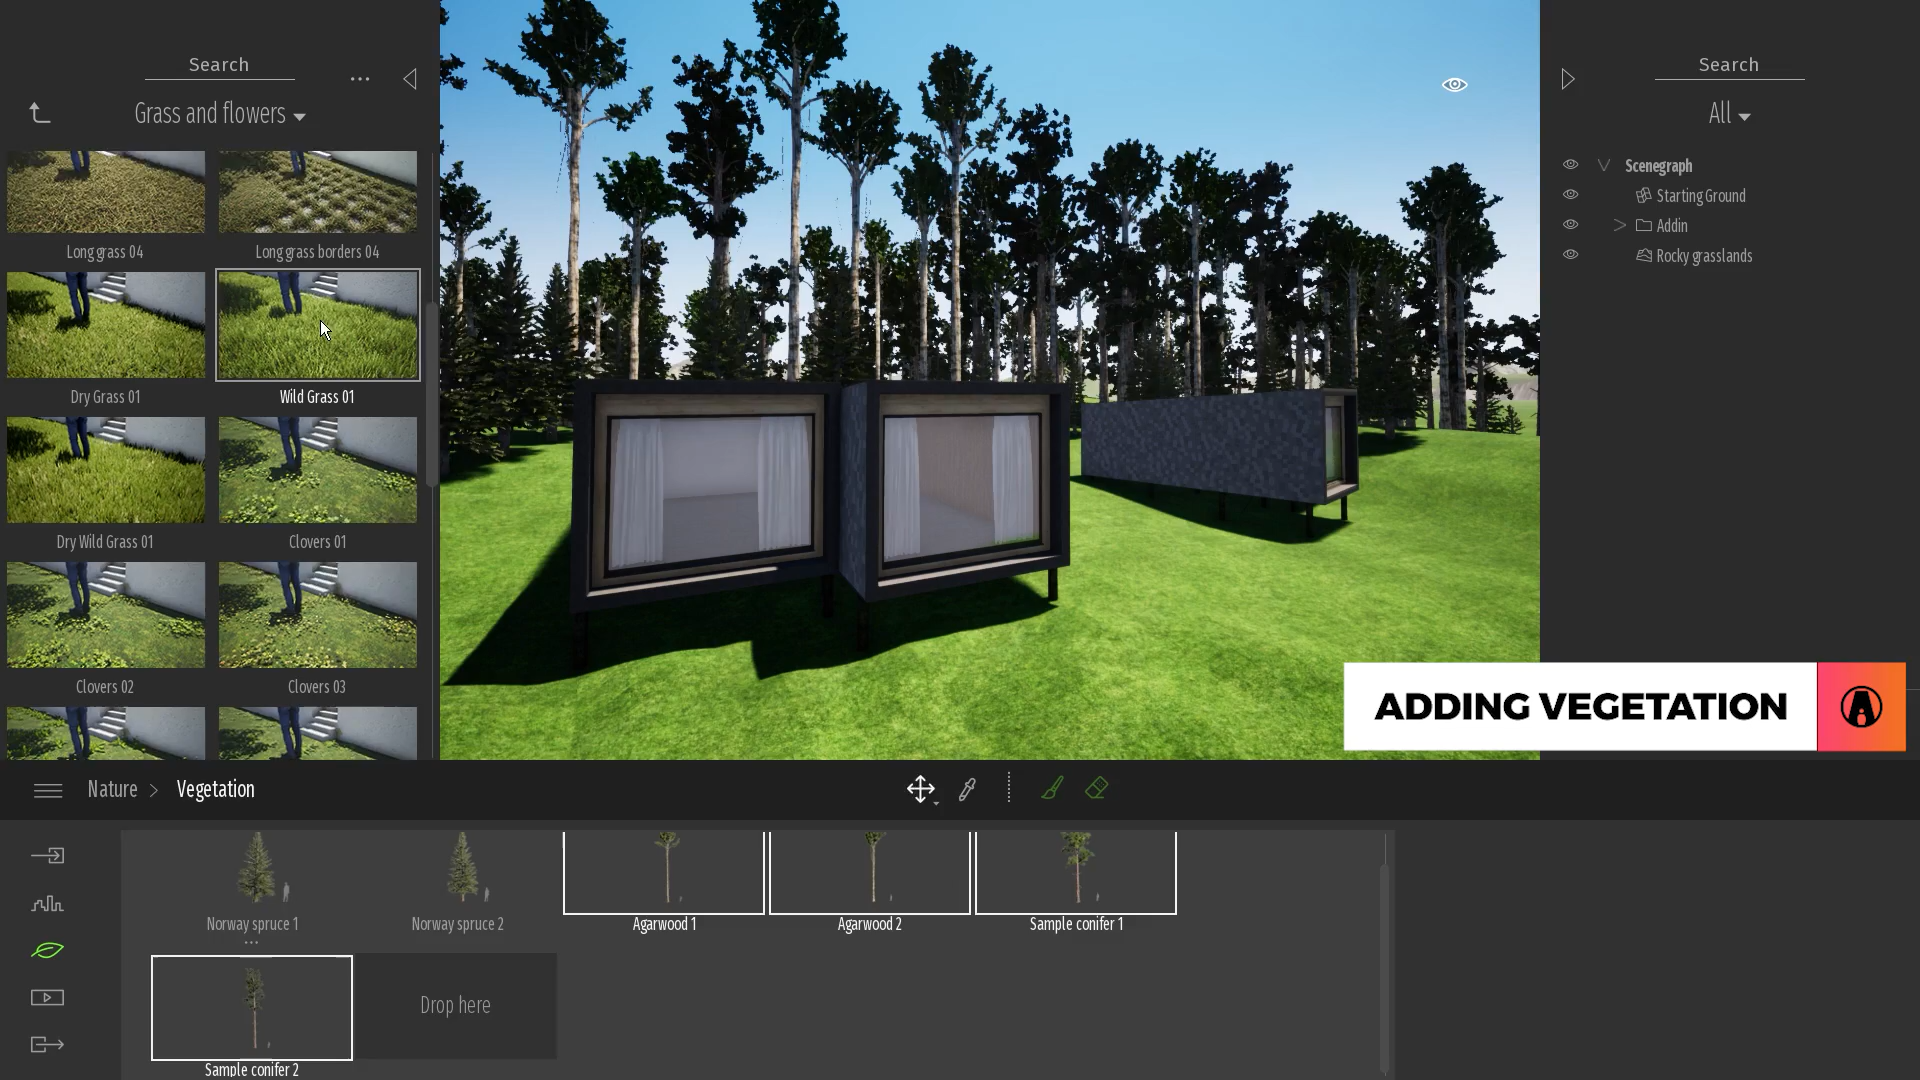 Search
...
Grass and flowers
Long grass 04
Long grass borders 04
Dry Grass 01
Wild Grass 01
Dry Wild Grass 01
Clovers 01
Clovers 02
Clovers 03
Search
All
Scenegraph
Starting Ground
Addin
Rocky grasslands
ADDING VEGETATION
Nature > Vegetation
Norway spruce 1
Norway spruce 2
Agarwood 1
Agarwood 2
Sample conifer 1
...
Drop here
Sample conifer 2